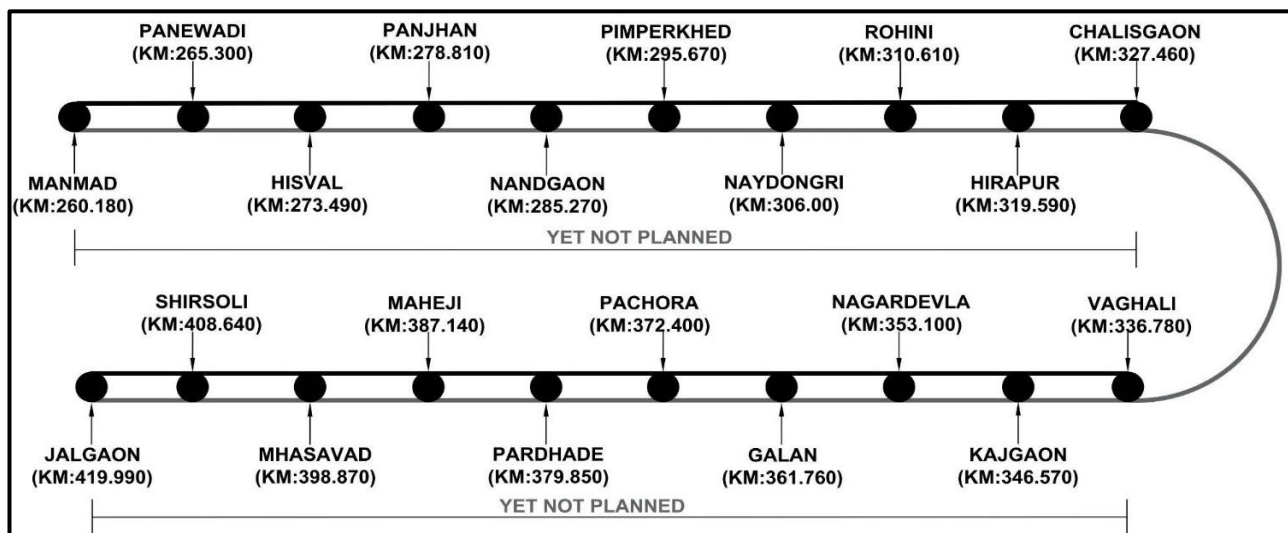 PANEWADI
(KM:265.300)
PANJHAN
(KM:278.810)
PIMPERKHED
(KM:295.670)
ROHINI
(KM:310.610)
CHALISGAON
(KM:327.460)
MANMAD
(KM:260.180)
HISVAL
(KM:273.490)
NANDGAON
(KM:285.270)
NAYDONGRI
(KM:306.00)
HIRAPUR
(KM:319.590)
YET NOT PLANNED
SHIRSOLI
(KM:408.640)
MAHEJI
(KM:387.140)
PACHORA
(KM:372.400)
NAGARDEVLA
(KM:353.100)
VAGHALI
(KM:336.780)
JALGAON
(KM:419.990)
MHASAVAD
(KM:398.870)
PARDHADE
(KM:379.850)
GALAN
(KM:361.760)
KAJGAON
(KM:346.570)
YET NOT PLANNED